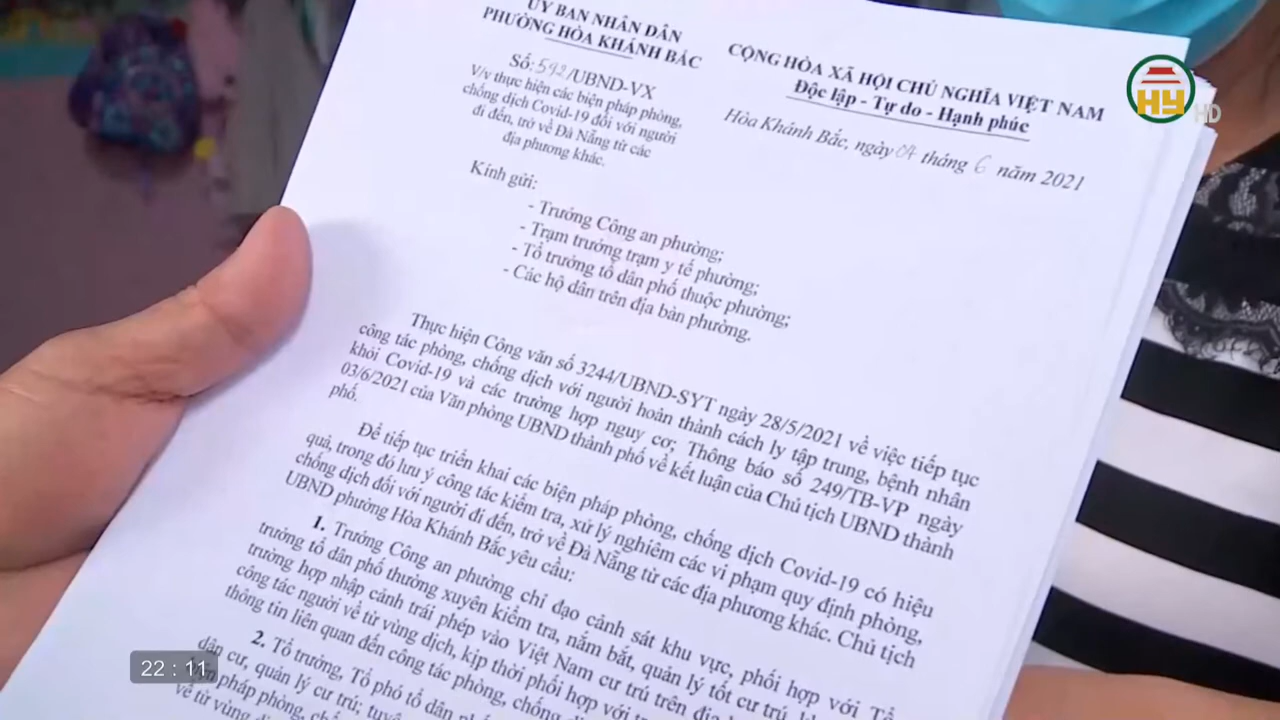 ỦY BAN NHÂN DÂN
PHƯỜNG HÒA KHÁNH BẮC
Số: 592/UBND-VX
V/v thực hiện các biện pháp phòng,
chống dịch Covid-19 đối với người
đi đến, trở về Đà Nẵng từ các
địa phương khác.
CỘNG HÒA XÃ HỘI CHỦ NGHĨA VIỆT NAM
Độc lập - Tự do - Hạnh phúc
Hòa Khánh Bắc, ngày 04 tháng 6 năm 2021
HY HD
Kính gửi:
- Trưởng Công an phường;
- Trạm trưởng trạm y tế phường;
- Tổ trưởng tổ dân phố thuộc phường;
- Các hộ dân trên địa bàn phường.
Thực hiện Công văn số 3244/UBND-SYT ngày 28/5/2021 về việc tiếp tục
công tác phòng, chống dịch với người hoàn thành cách ly tập trung, bệnh nhân
khỏi Covid-19 và các trường hợp nguy cơ; Thông báo số 249/TB-VP ngày
03/6/2021 của Văn phòng UBND thành phố về kết luận của Chủ tịch UBND thành
phố.
Để tiếp tục triển khai các biện pháp phòng, chống dịch Covid-19 có hiệu
quả, trong đó lưu ý công tác kiểm tra, xử lý nghiêm các vi phạm quy định phòng,
chống dịch đối với người đi đến, trở về Đà Nẵng từ các địa phương khác. Chủ tịch
UBND phường Hòa Khánh Bắc yêu cầu:
1. Trưởng Công an phường chỉ đạo cảnh sát khu vực, phối hợp với Tổ
trưởng tổ dân phố thường xuyên kiểm tra, nắm bắt, quản lý tốt cư trú,
trường hợp nhập cảnh trái phép vào Việt Nam cư trú trên địa
công tác người về từ vùng dịch, kịp thời phối hợp với
thông tin liên quan đến công tác phòng, chống
2. Tổ trưởng, Tổ phó tổ dân
dân cư, quản lý cư trú;
pháp phòng,
về từ vùng
22 : 11